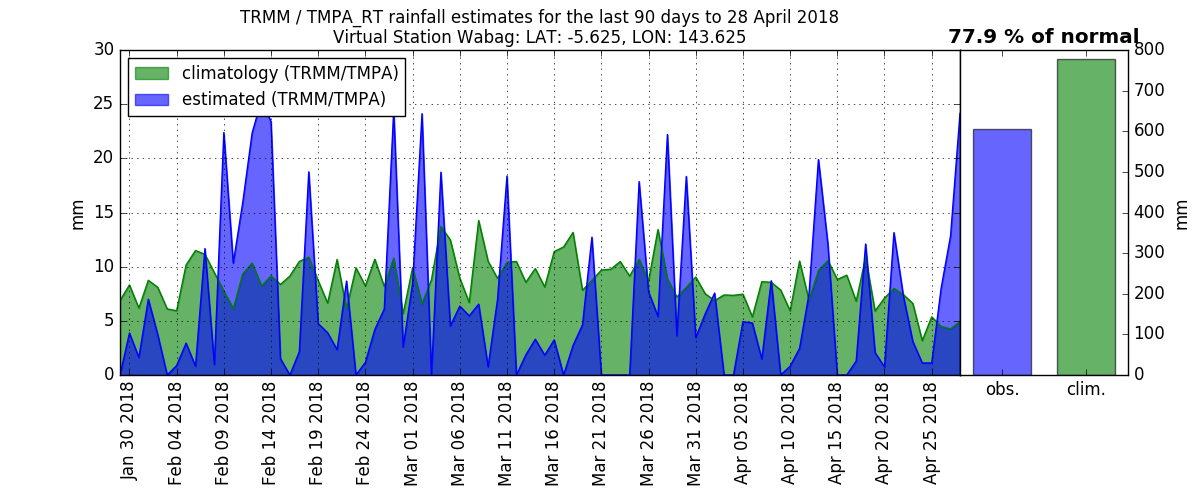 TRMM / TMPA_RT rainfall estimates for the last 90 days to 28 April 2018
Virtual Station Wabag: LAT: -5.625, LON: 143.625
77.9 % of normal
climatology (TRMM/TMPA)
estimated (TRMM/TMPA)
30
25
20
15
10
5
0
mm
800
700
600
500
400
300
200
100
0
mm
Jan 30 2018
Feb 04 2018
Feb 09 2018
Feb 14 2018
Feb 19 2018
Feb 24 2018
Mar 01 2018
Mar 06 2018
Mar 11 2018
Mar 16 2018
Mar 21 2018
Mar 26 2018
Mar 31 2018
Apr 05 2018
Apr 10 2018
Apr 15 2018
Apr 20 2018
Apr 25 2018
obs.
clim.